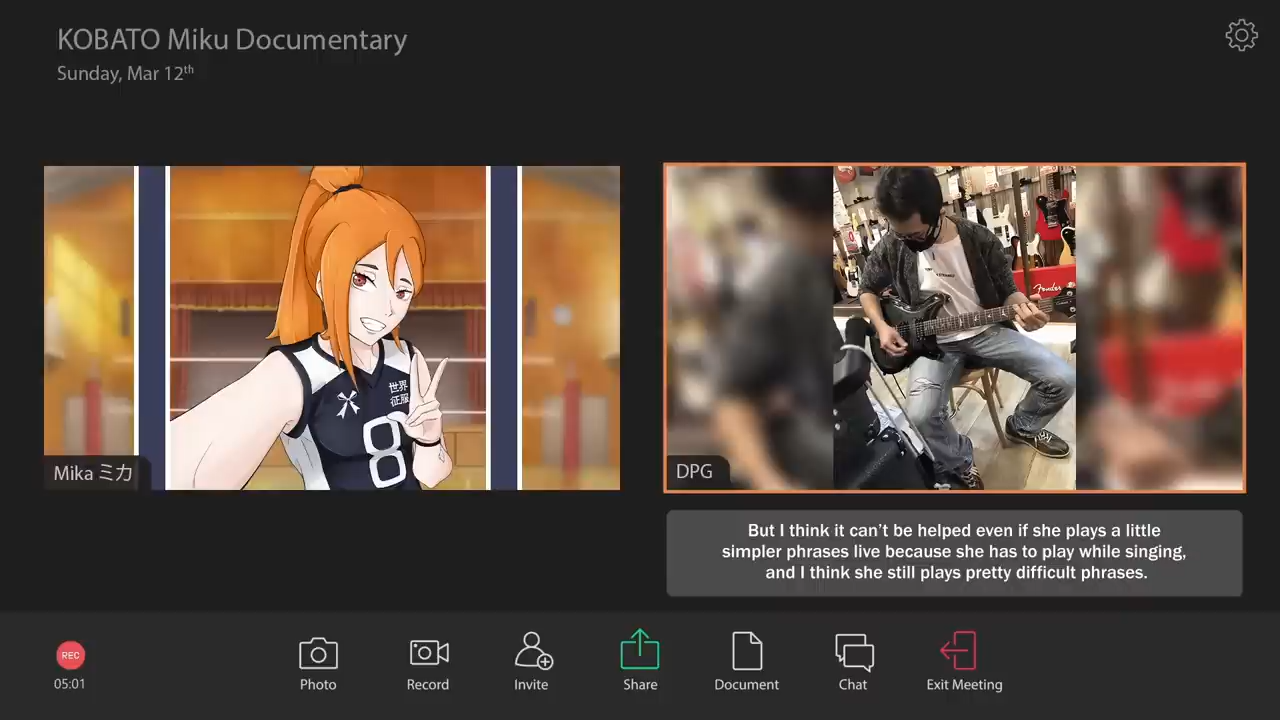 KOBATO Miku Documentary
Sunday, Mar 12th
世界
征服
8
Mika ミカ
Fender
DPG
But I think it can't be helped even if she plays a little
simpler phrases live because she has to play while singing,
and I think she still plays pretty difficult phrases.
REC
05:01
Photo
Record
Invite
Share
Document
Chat
Exit Meeting